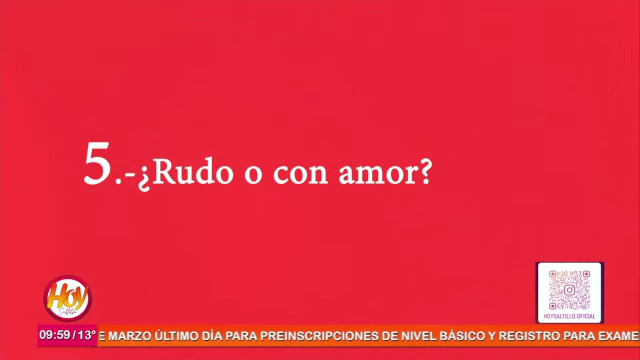 5.-¿Rudo o con amor?
HOY
Saltillo
HOYSALTILLO.OFICIAL
09:59/13° E MARZO ÚLTIMO DÍA PARA PREINSCRIPCIONES DE NIVEL BÁSICO Y REGISTRO PARA EXAME